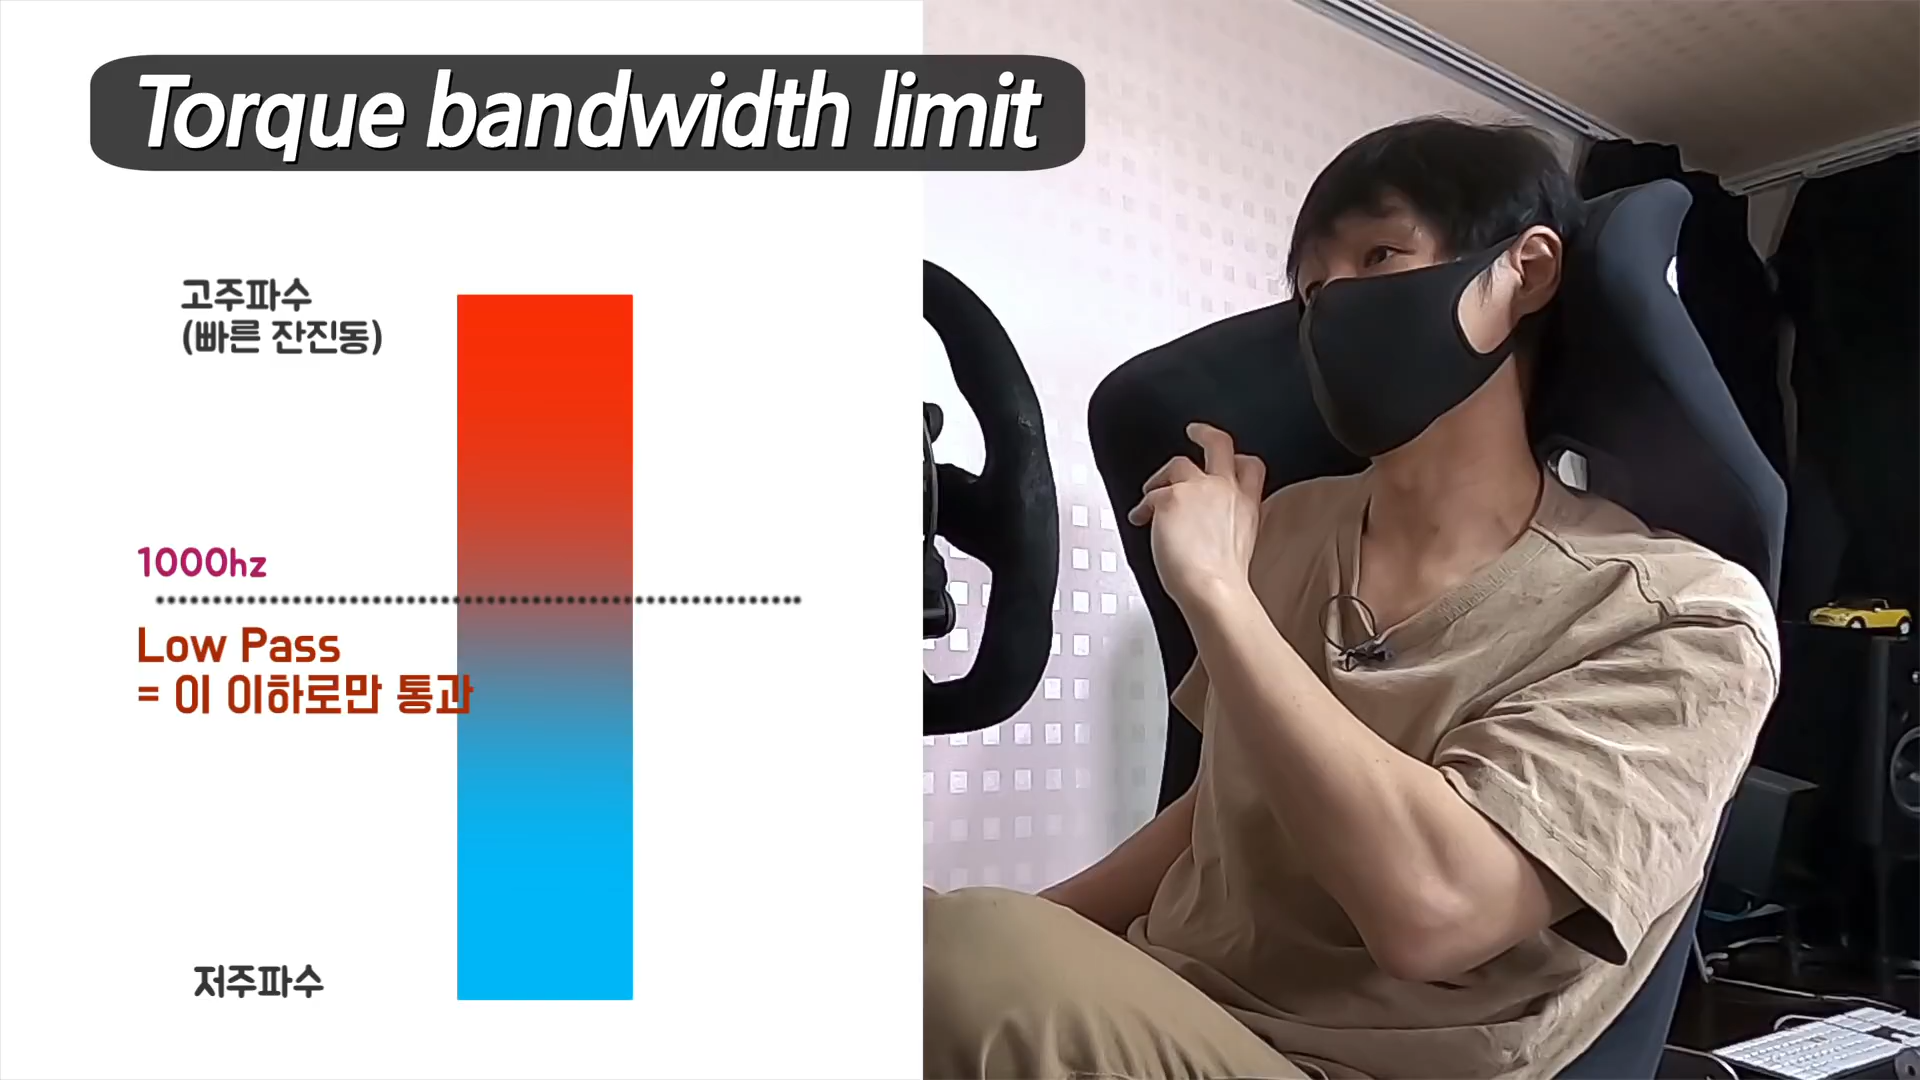 Torque bandwidth limit
고주파수
(빠른 잔진동)
1000hz
Low Pass
= 이 이하로만 통과
저주파수